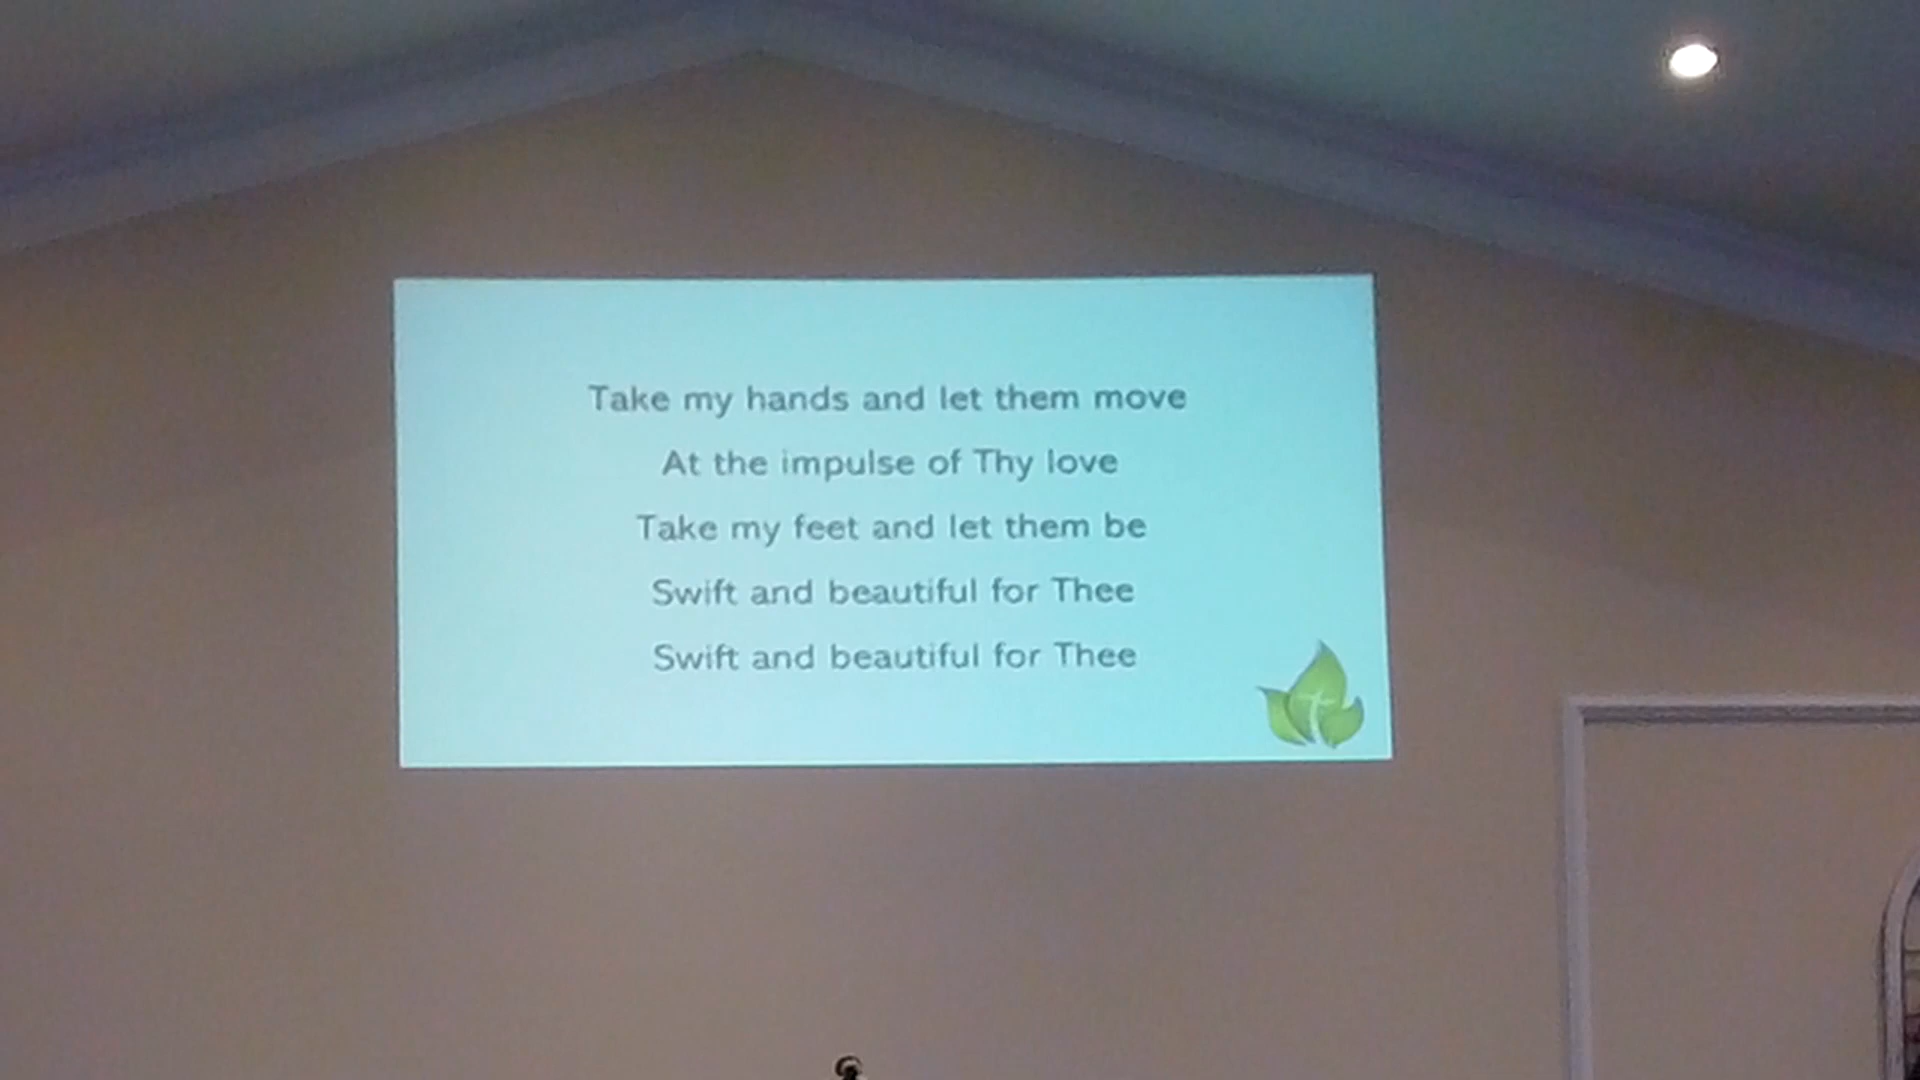 Take my hands and let them move
At the impulse of Thy love
Take my feet and let them be
Swift and beautiful for Thee
Swift and beautiful for Thee